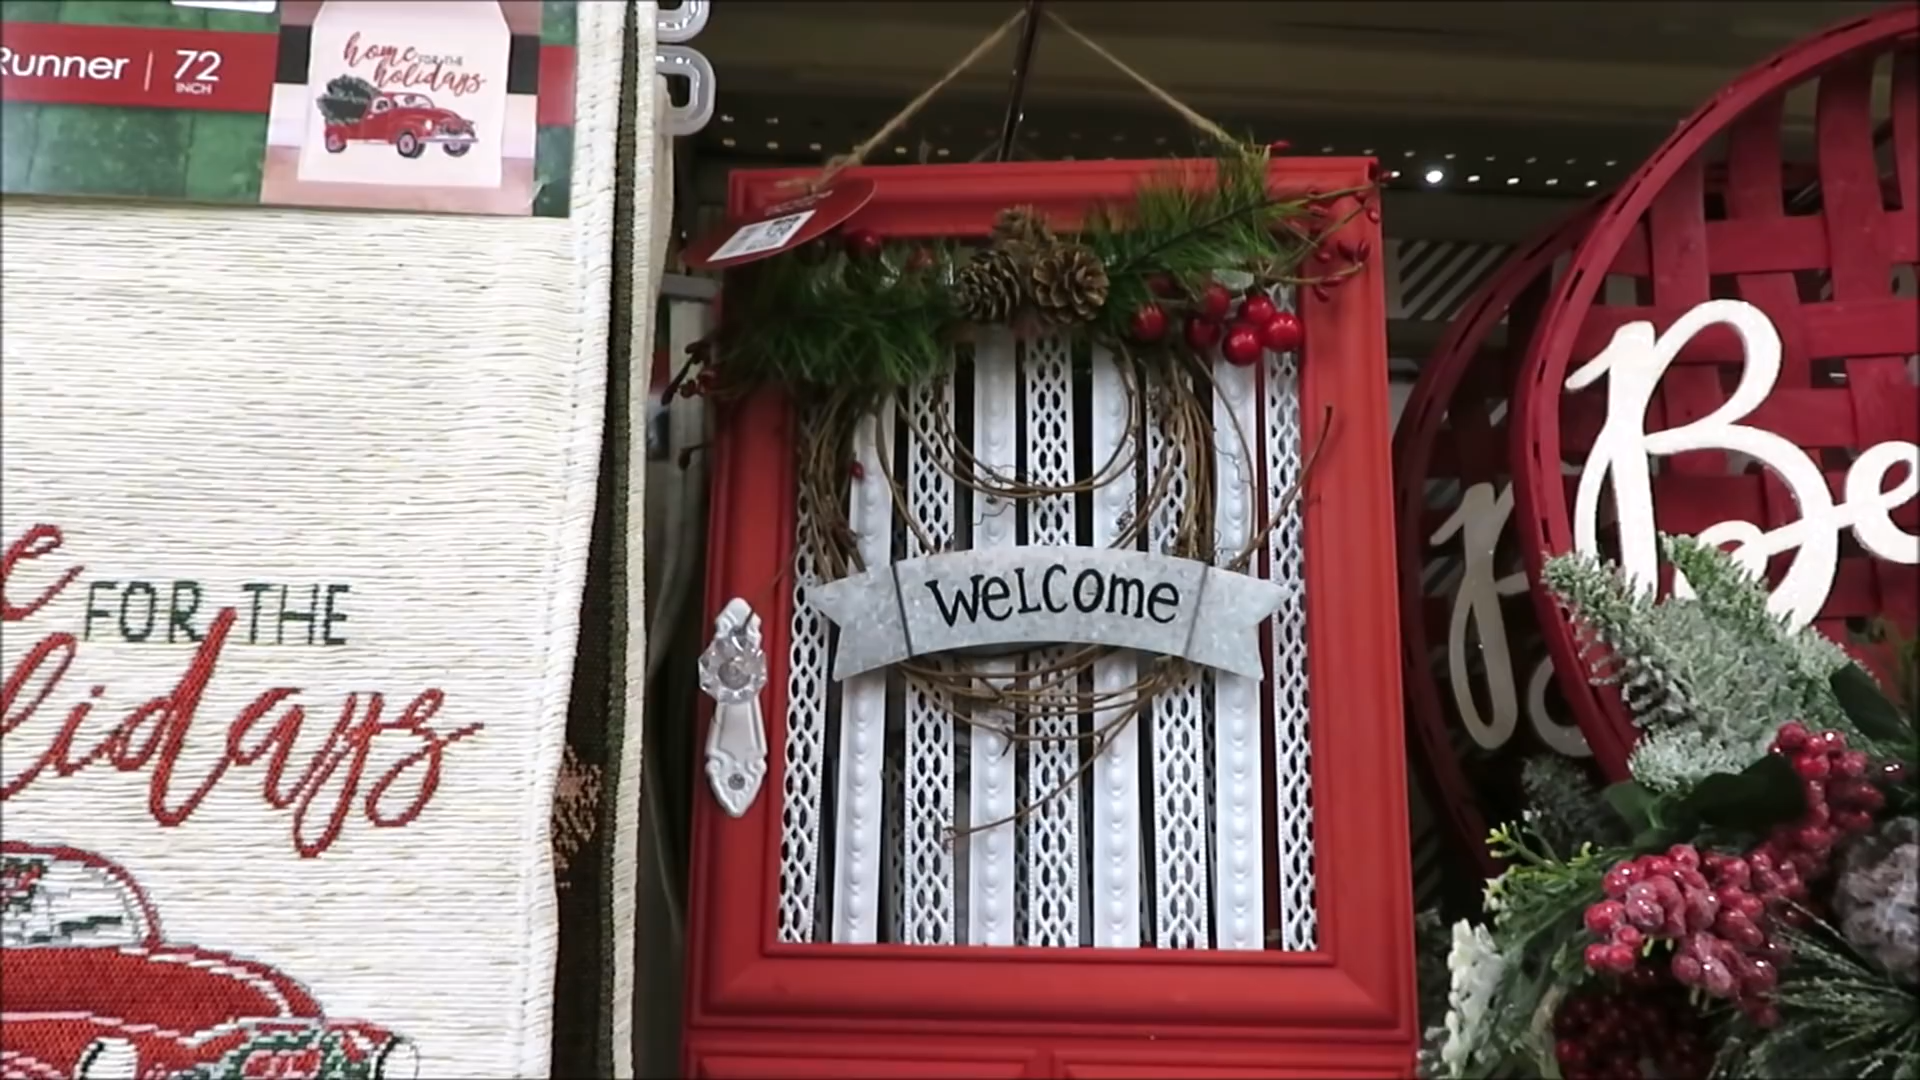 Runner | 72
INCH
home FOR THE
holidays
e FOR THE
lidays
WeLCome
Be